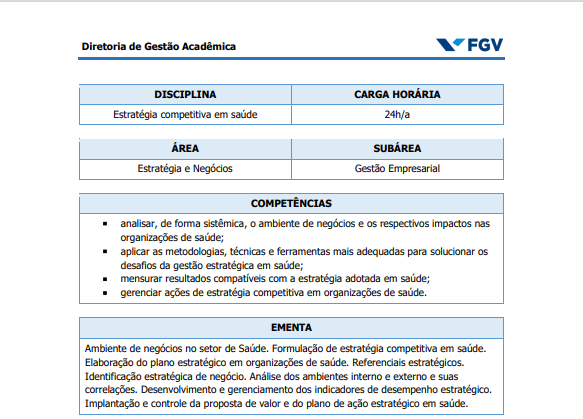 Diretoria de Gestão Acadêmica
FGV
DISCIPLINA CARGA HORÁRIA
Estratégia competitiva em saúde 24h/a
ÁREA SUBÁREA
Estratégia e Negócios Gestão Empresarial
COMPETÊNCIAS
▪ analisar, de forma sistêmica, o ambiente de negócios e os respectivos impactos nas
organizações de saúde;
▪ aplicar as metodologias, técnicas e ferramentas mais adequadas para solucionar os
desafios da gestão estratégica em saúde;
▪ mensurar resultados compatíveis com a estratégia adotada em saúde;
▪ gerenciar ações de estratégia competitiva em organizações de saúde.
EMENTA
Ambiente de negócios no setor de Saúde. Formulação de estratégia competitiva em saúde.
Elaboração do plano estratégico em organizações de saúde. Referenciais estratégicos.
Identificação estratégica de negócio. Análise dos ambientes interno e externo e suas
correlações. Desenvolvimento e gerenciamento dos indicadores de desempenho estratégico.
Implantação e controle da proposta de valor e do plano de ação estratégico em saúde.